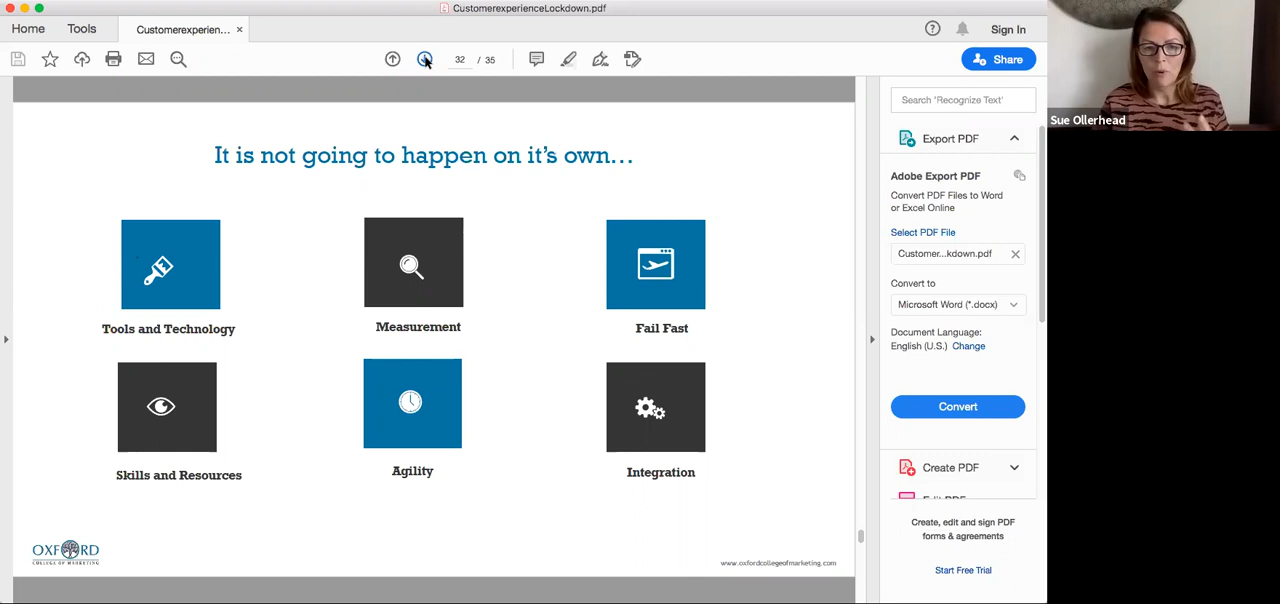 CustomerexperienceLockdown.pdf
Home
Tools
Customerexperien...
Sign In
32 / 35
Share
Sue Ollerhead
It is not going to happen on it's own...
Tools and Technology
Measurement
Fail Fast
Skills and Resources
Agility
Integration
OXFORD
COLLEGE OF MARKETING
www.oxfordcollegeofmarketing.com
Search 'Recognize Text'
Export PDF
Adobe Export PDF
Convert PDF Files to Word
or Excel Online
Select PDF File
Customer...kdown.pdf
Convert to
Microsoft Word (*.docx)
Document Language:
English (U.S.) Change
Convert
Create PDF
Edit PDF
Create, edit and sign PDF
forms & agreements
Start Free Trial